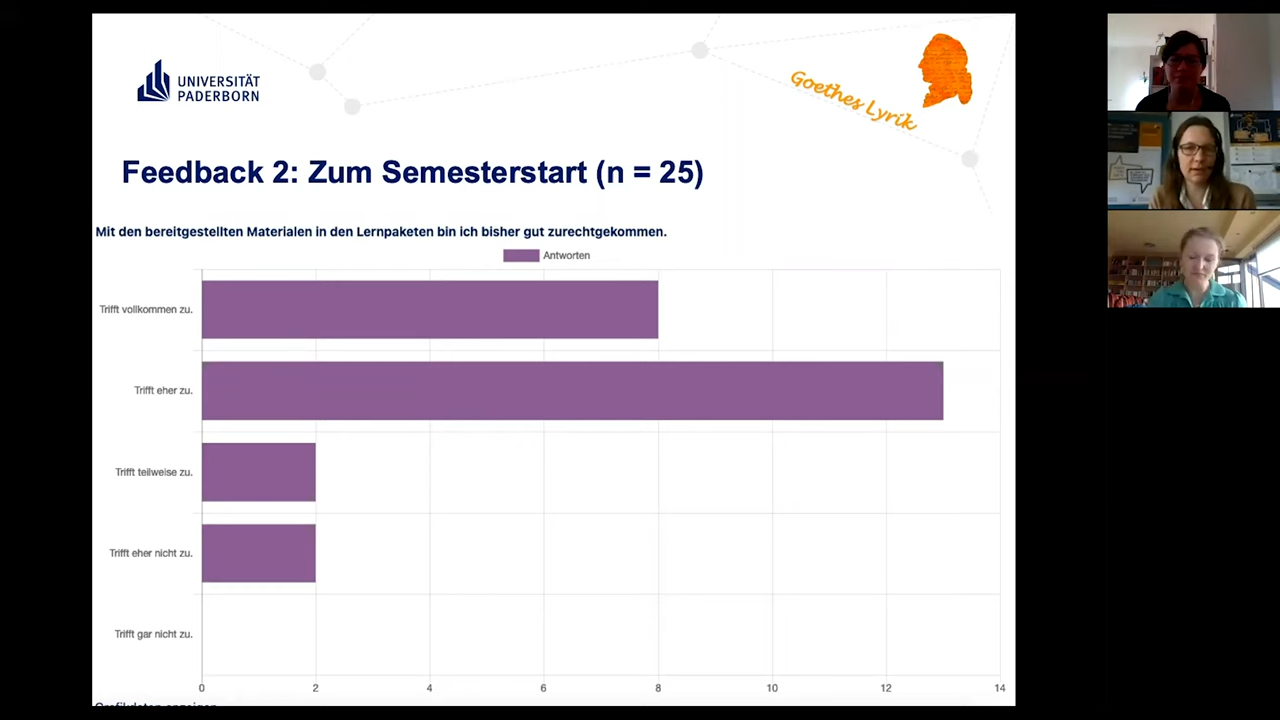 UNIVERSITÄT
PADERBORN
Goethes Lyrik
Feedback 2: Zum Semesterstart (n = 25)
Mit den bereitgestellten Materialen in den Lernpaketen bin ich bisher gut zurechtgekommen.
Antworten
Trifft vollkommen zu.
Trifft eher zu.
Trifft teilweise zu.
Trifft eher nicht zu.
Trifft gar nicht zu.
0 2 4 6 8 10 12 14
Grafikdaten anzeigen